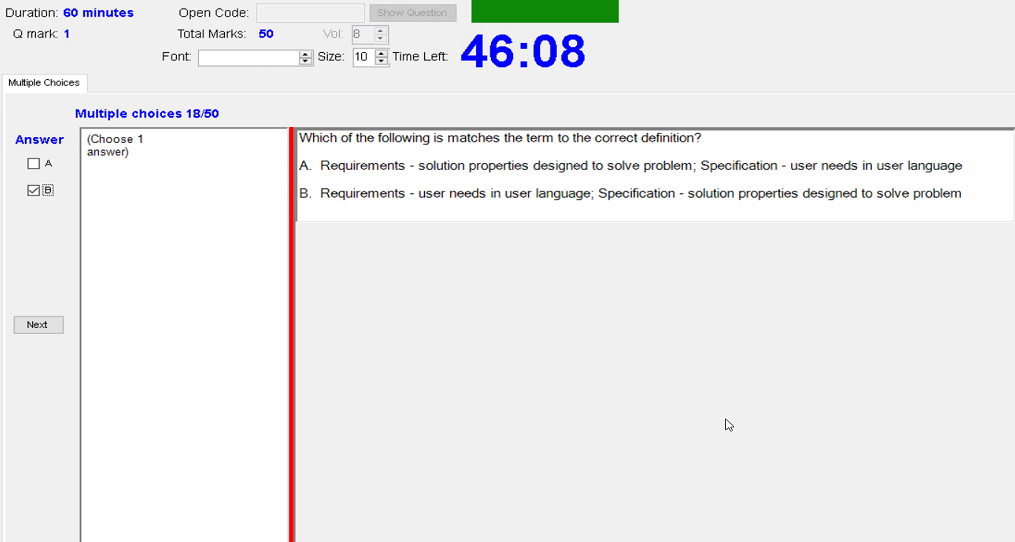 Duration: 60 minutes
Open Code:
Show Question
Q mark: 1
Total Marks: 50
Vol: 8
Font:
Size: 10
Time Left: 46:08
Multiple Choices
Multiple choices 18/50
Answer
A
B
Next
(Choose 1
answer)
Which of the following is matches the term to the correct definition?
A. Requirements - solution properties designed to solve problem; Specification - user needs in user language
B. Requirements - user needs in user language; Specification - solution properties designed to solve problem